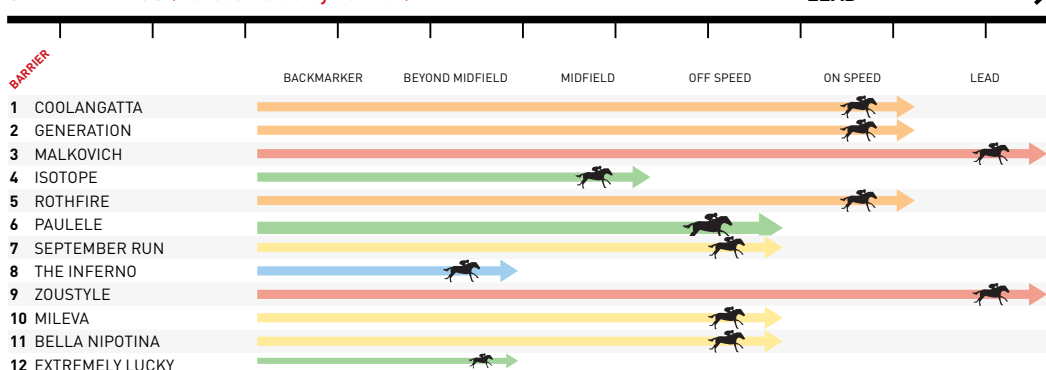 BARRIER
BACKMARKER BEYOND MIDFIELD MIDFIELD OFF SPEED ON SPEED LEAD
1 COOLANGATTA
2 GENERATION
3 MALKOVICH
4 ISOTOPE
5 ROTHFIRE
6 PAULELE
7 SEPTEMBER RUN
8 THE INFERNO
9 ZOUSTYLE
10 MILEVA
11 BELLA NIPOTINA
12 EXTREMELY LUCKY